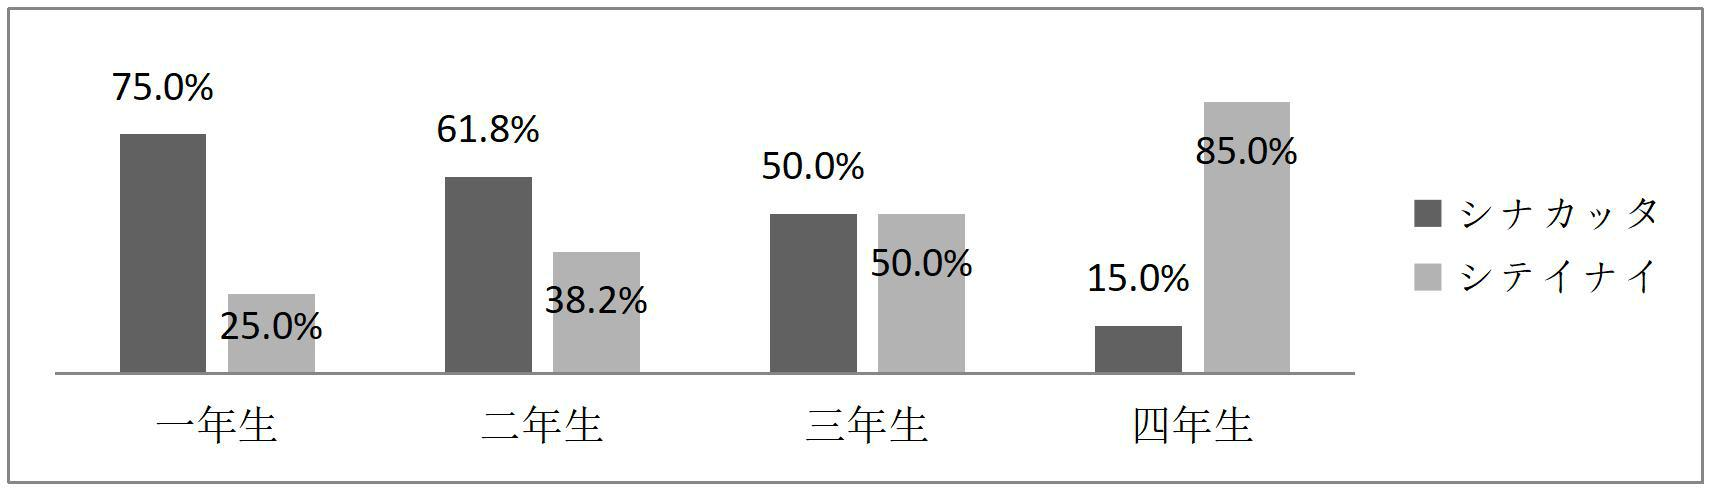 75.0%
25.0%
61.8%
38.2%
50.0%
50.0%
15.0%
85.0%
シナカッタ
シテイナイ
一年生
二年生
三年生
四年生